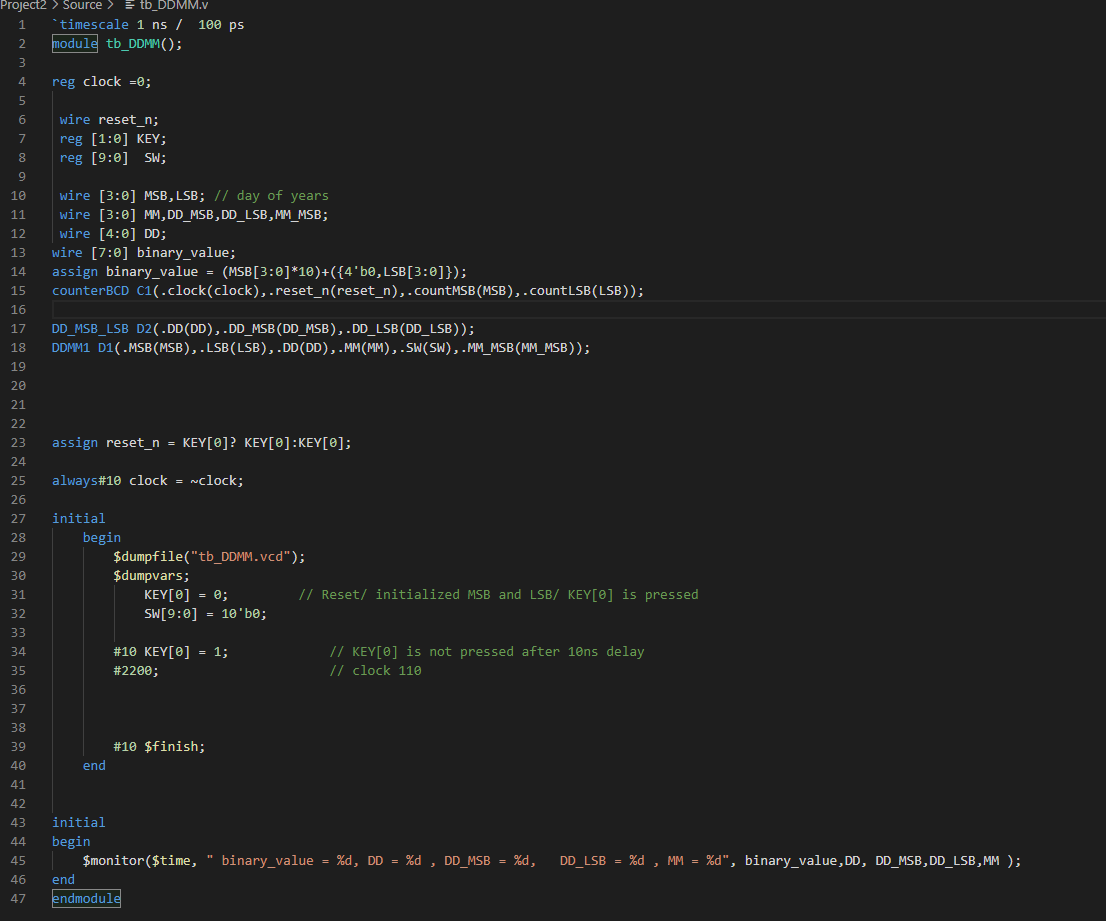 Project2 > Source > tb_DDMM.v
1 `timescale 1 ns /  100 ps
2 module tb_DDMM();
3
4 reg clock =0;
5
6  wire reset_n;
7  reg [1:0] KEY;
8  reg [9:0]  SW;
9
10  wire [3:0] MSB,LSB; // day of years
11  wire [3:0] MM,DD_MSB,DD_LSB,MM_MSB;
12  wire [4:0] DD;
13 wire [7:0] binary_value;
14 assign binary_value = (MSB[3:0]*10)+({4'b0,LSB[3:0]});
15 counterBCD C1(.clock(clock),.reset_n(reset_n),.countMSB(MSB),.countLSB(LSB));
16
17 DD_MSB_LSB D2(.DD(DD),.DD_MSB(DD_MSB),.DD_LSB(DD_LSB));
18 DDMM1 D1(.MSB(MSB),.LSB(LSB),.DD(DD),.MM(MM),.SW(SW),.MM_MSB(MM_MSB));
19
20
21
22
23 assign reset_n = KEY[0]? KEY[0]:KEY[0];
24
25 always#10 clock = ~clock;
26
27 initial
28     begin
29         $dumpfile("tb_DDMM.vcd");
30         $dumpvars;
31             KEY[0] = 0;         // Reset/ initialized MSB and LSB/ KEY[0] is pressed
32             SW[9:0] = 10'b0;
33
34         #10 KEY[0] = 1;             // KEY[0] is not pressed after 10ns delay
35         #2200;                      // clock 110
36
37
38
39         #10 $finish;
40     end
41
42
43 initial
44 begin
45     $monitor($time, " binary_value = %d, DD = %d , DD_MSB = %d,   DD_LSB = %d , MM = %d", binary_value,DD, DD_MSB,DD_LSB,MM );
46 end
47 endmodule